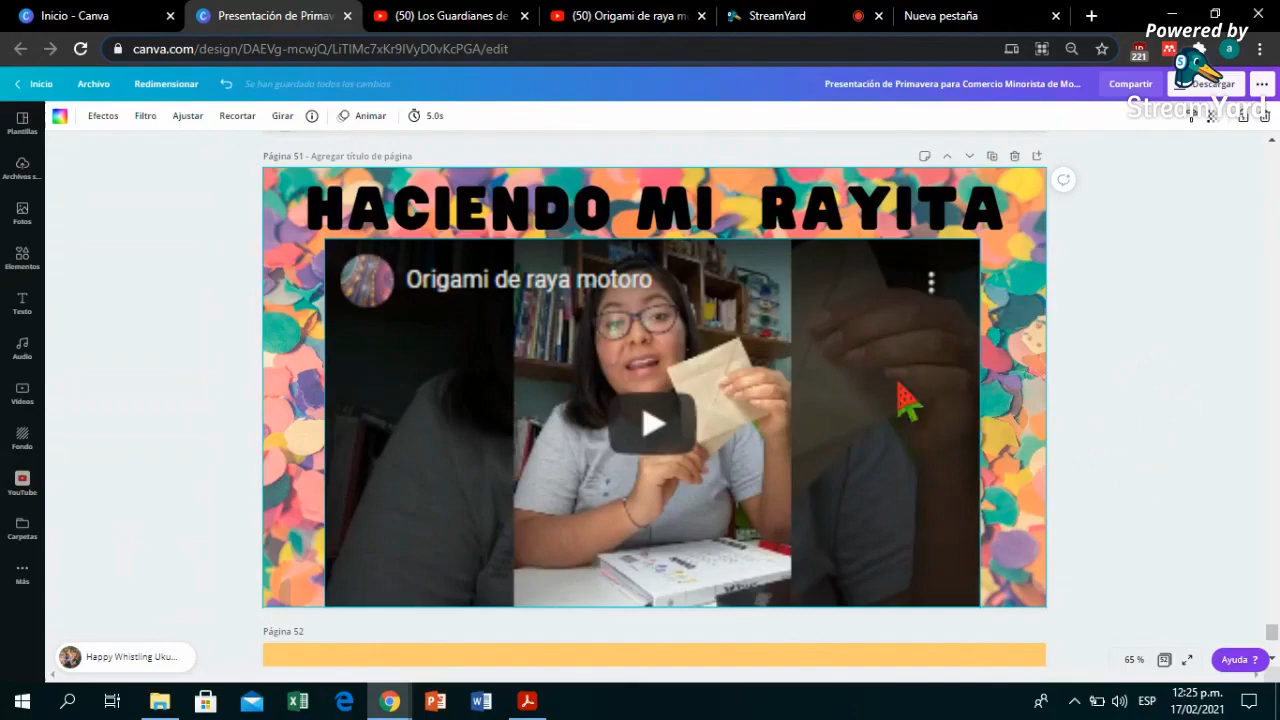 Inicio - Canva
Presentación de Prima
(50) Los Guardianes de
(50) Origami de raya m
StreamYard
Nueva pestaña
Powered by
canva.com/design/DAEVg-mcwjQ/LiTIMc7xKr9IVyD0vKcPGA/edit
221
a
StreamYard
Inicio
Archivo
Redimensionar
Se han guardado todos los cambios
Presentación de Primavera para Comercio Minorista de Mo...
Compartir
Descargar
Efectos
Filtro
Ajustar
Recortar
Girar
Animar
5.0s
Plantillas
Archivos s...
Fotos
Elementos
Texto
Audio
Videos
Fondo
YouTube
Carpetas
Más
Página 51 - Agregar título de página
HACIENDO MI RAYITA
Origami de raya motoro
Página 52
Happy Whistling Uku...
65 %
52
Ayuda ?
ESP
12:25 p.m.
17/02/2021